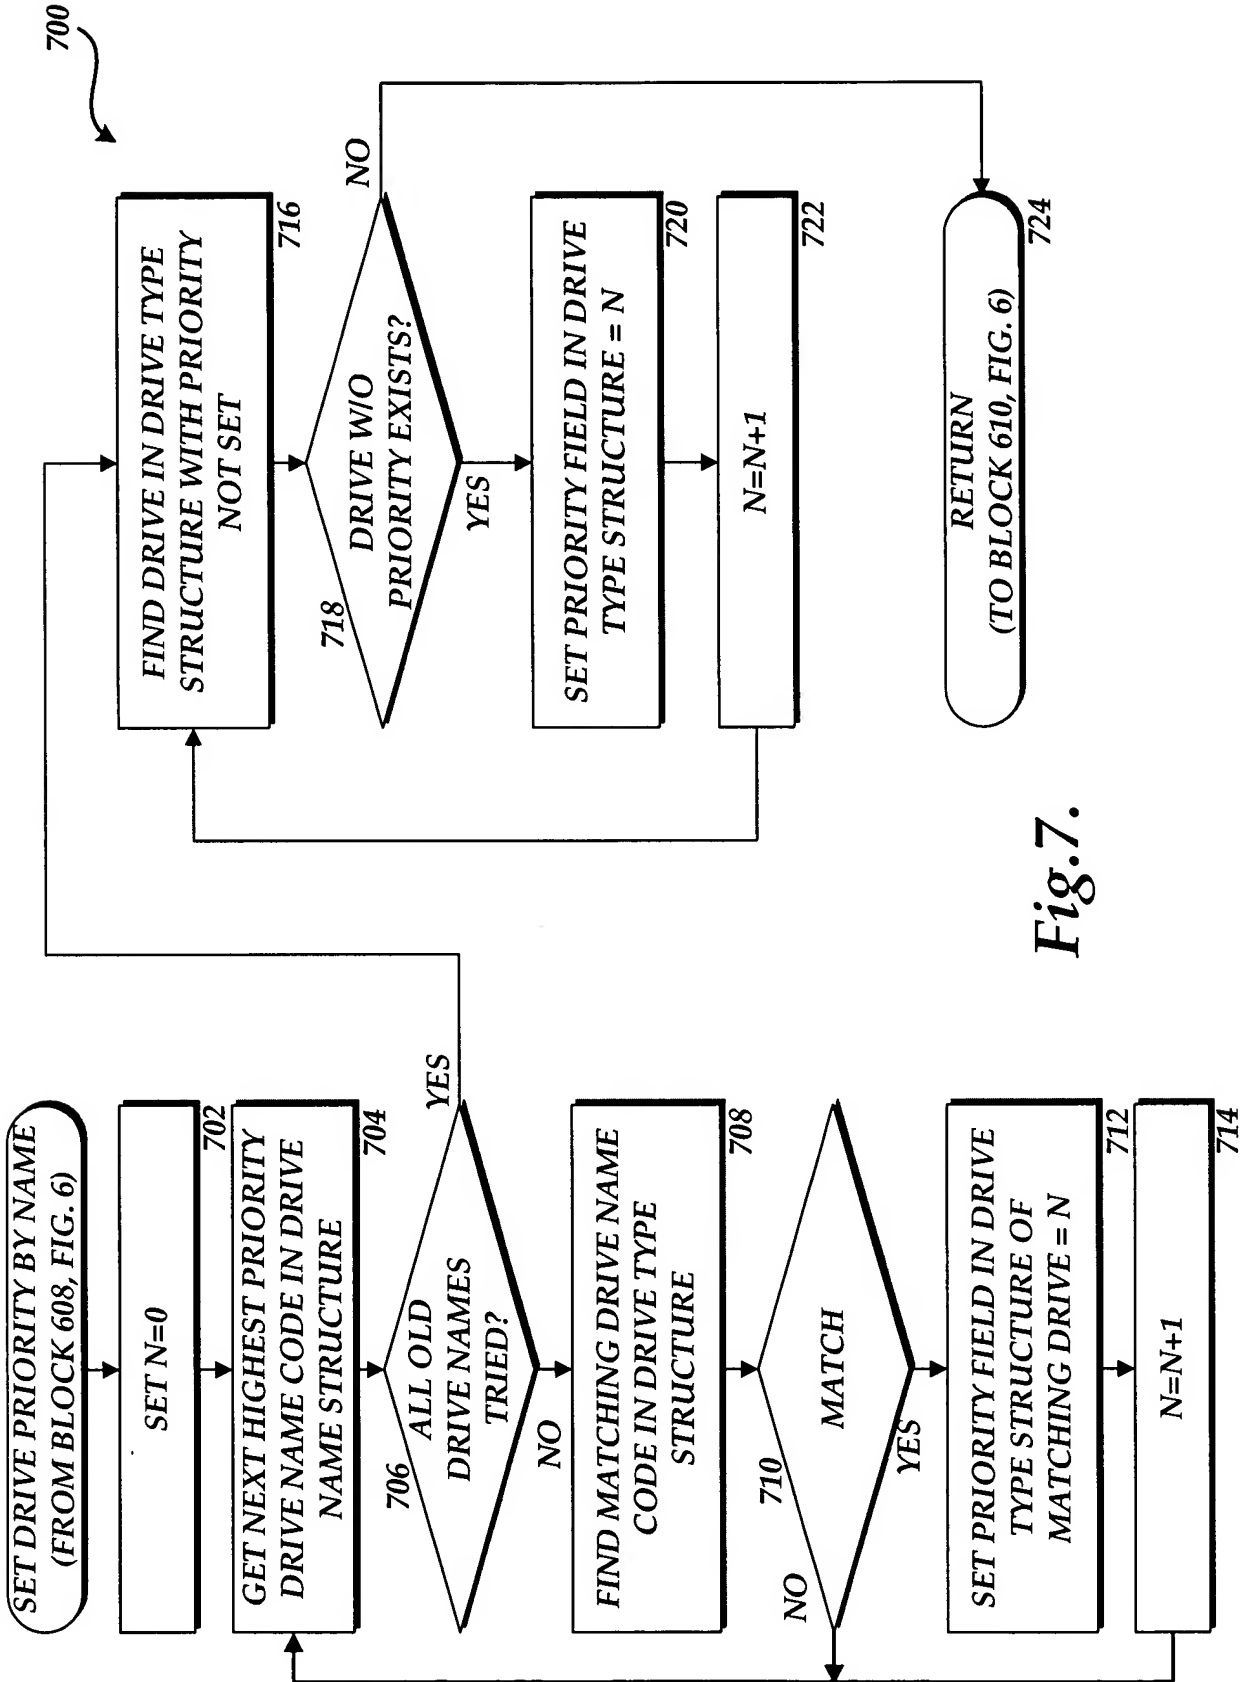 700
SET DRIVE PRIORITY BY NAME
(FROM BLOCK 608, FIG. 6)
SET N=0
702
GET NEXT HIGHEST PRIORITY
DRIVE NAME CODE IN DRIVE
NAME STRUCTURE
704
706
ALL OLD
DRIVE NAMES
TRIED?
YES
NO
FIND MATCHING DRIVE NAME
CODE IN DRIVE TYPE
STRUCTURE
708
710
MATCH
NO
YES
SET PRIORITY FIELD IN DRIVE
TYPE STRUCTURE OF
MATCHING DRIVE = N
712
N=N+1
714
FIND DRIVE IN DRIVE TYPE
STRUCTURE WITH PRIORITY
NOT SET
716
718
DRIVE W/O
PRIORITY EXISTS?
NO
YES
SET PRIORITY FIELD IN DRIVE
TYPE STRUCTURE = N
720
N=N+1
722
RETURN
(TO BLOCK 610, FIG. 6)
724
Fig.7.